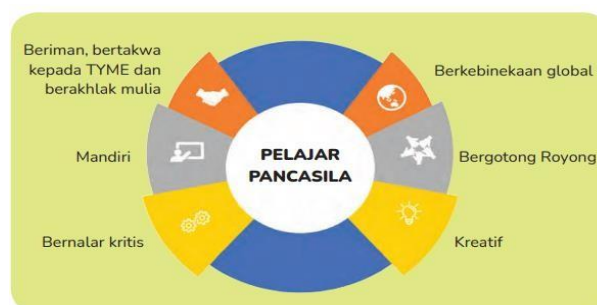 Beriman, bertakwa
kepada TYME dan
berakhlak mulia
Mandiri
Bernalar kritis
PELAJAR
PANCASILA
Berkebinekaan global
Bergotong Royong
Kreatif